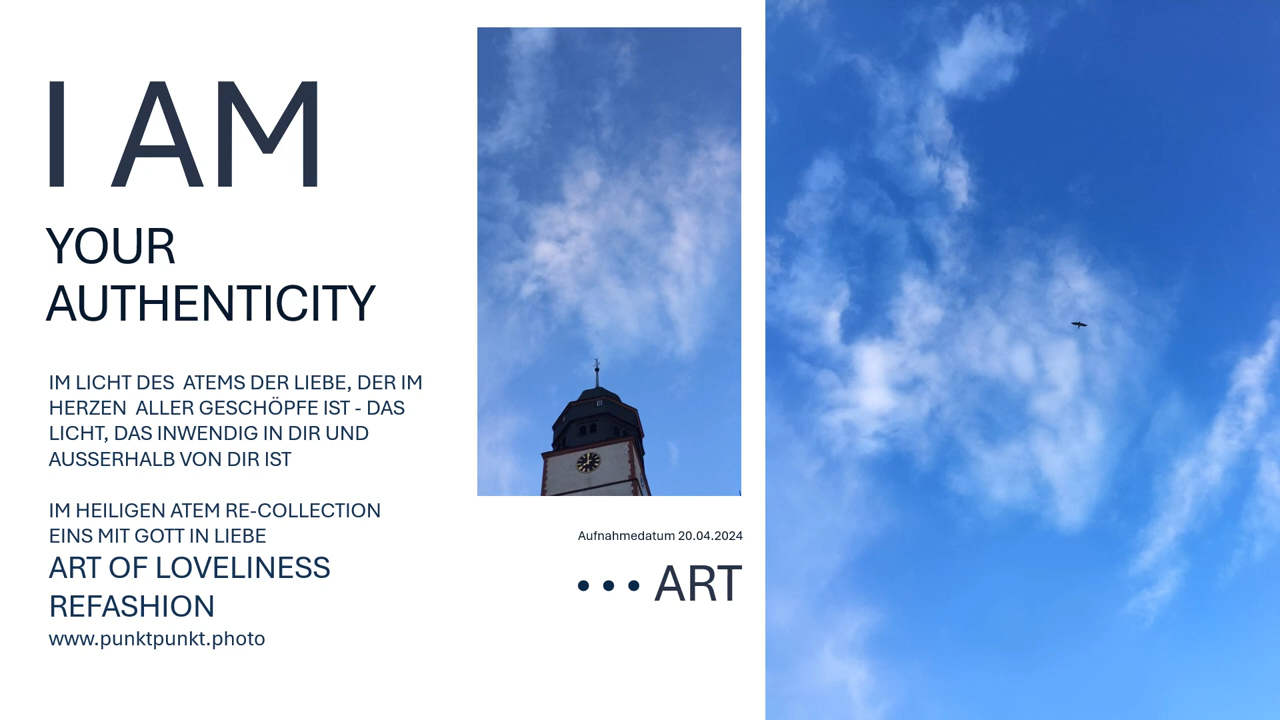 I AM
YOUR
AUTHENTICITY
IM LICHT DES  ATEMS DER LIEBE, DER IM
HERZEN  ALLER GESCHÖPFE IST - DAS
LICHT, DAS INWENDIG IN DIR UND
AUSSERHALB VON DIR IST
IM HEILIGEN ATEM RE-COLLECTION
EINS MIT GOTT IN LIEBE
ART OF LOVELINESS
REFASHION
www.punktpunkt.photo
Aufnahmedatum 20.04.2024
• • • ART